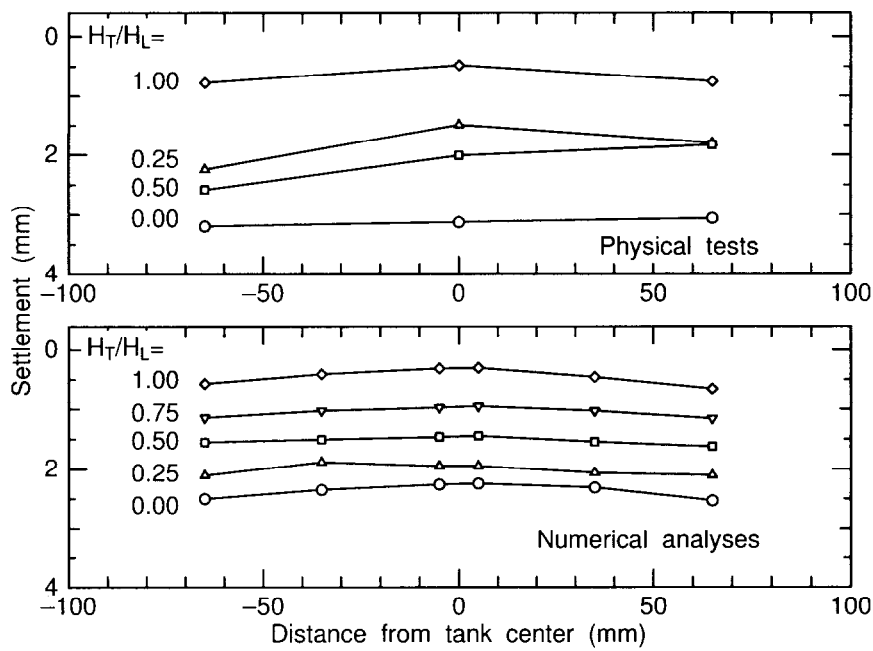 0
H_T/H_L=
1.00
2
0.25
0.50
0.00
Physical tests
4
−100 −50 0 50 100
Settlement (mm)
0
H_T/H_L=
1.00
0.75
0.50
2
0.25
0.00
Numerical analyses
4
−100 −50 0 50 100
Distance from tank center (mm)